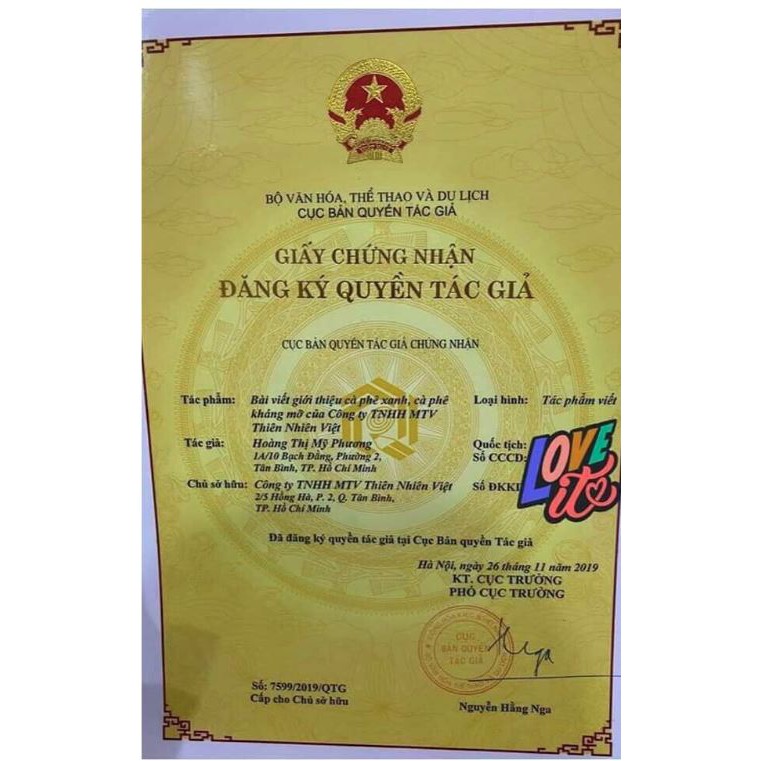 BỘ VĂN HÓA, THỂ THAO VÀ DU LỊCH
CỤC BẢN QUYỀN TÁC GIẢ
GIẤY CHỨNG NHẬN
ĐĂNG KÝ QUYỀN TÁC GIẢ
CỤC BẢN QUYỀN TÁC GIẢ CHỨNG NHẬN
Tác phẩm: Bài viết giới thiệu cà phê xanh, cà phê Loại hình: Tác phẩm viết
kháng mỡ của Công ty TNHH MTV
Thiên Nhiên Việt
Tác giả: Hoàng Thị Mỹ Phương Quốc tịch:
1A/10 Bạch Đằng, Phường 2, Số CCCD:
Tân Bình, TP. Hồ Chí Minh
LOVE
it
Chủ sở hữu: Công ty TNHH MTV Thiên Nhiên Việt Số ĐKK
2/5 Hồng Hà, P. 2, Q. Tân Bình,
TP. Hồ Chí Minh
Đã đăng ký quyền tác giả tại Cục Bản quyền Tác giả
Hà Nội, ngày 26 tháng 11 năm 2019
KT. CỤC TRƯỞNG
PHÓ CỤC TRƯỞNG
CỤC
BẢN QUYỀN
TÁC GIẢ
Nga
Số: 7599/2019/QTG
Cấp cho Chủ sở hữu
Nguyễn Hằng Nga